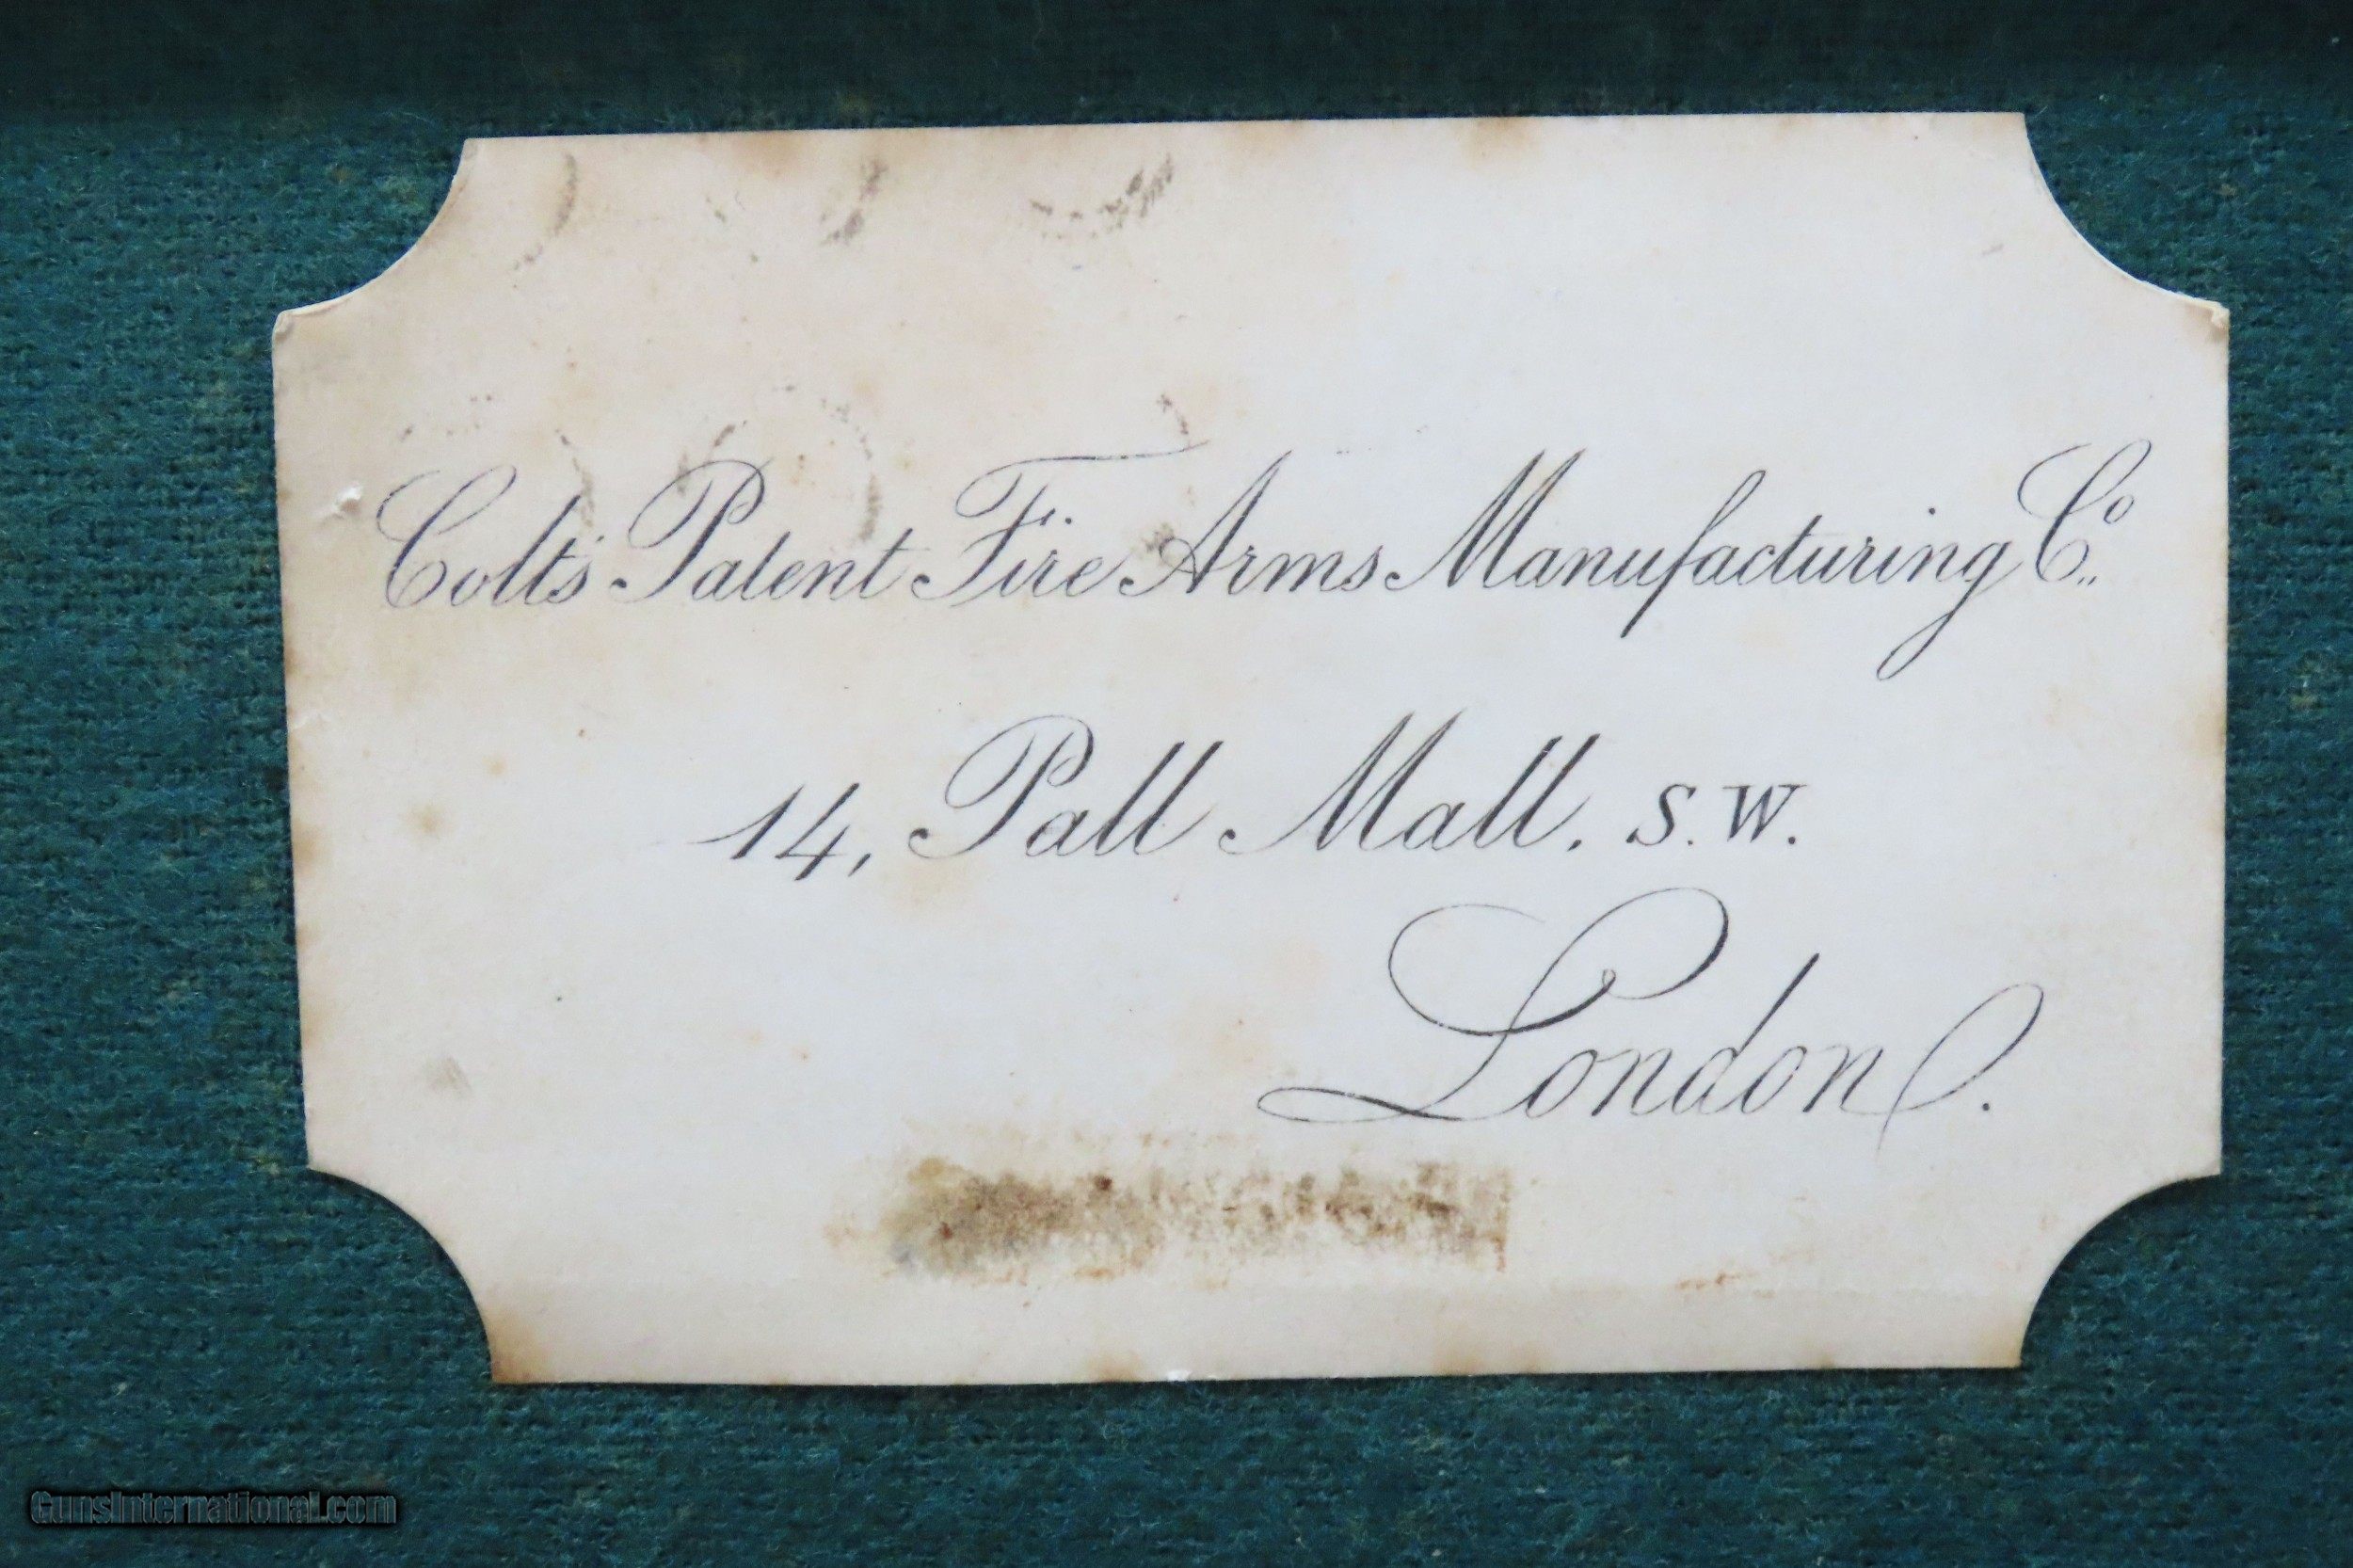 Colt's Patent Fire Arms Manufacturing Co.
14, Pall Mall. S.W.
London.
GunsInternational.com